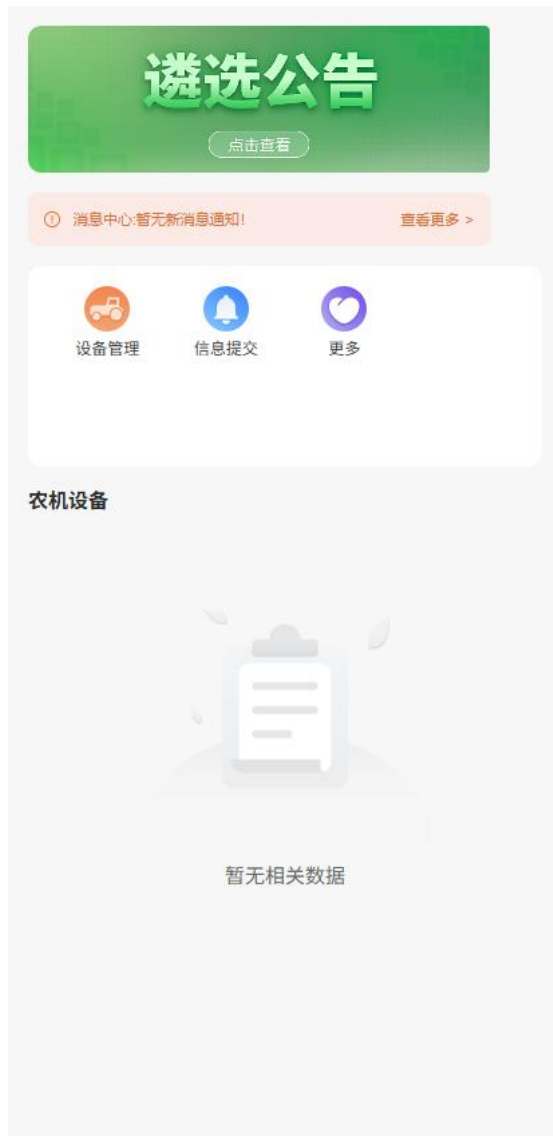 遴选公告
点击查看
消息中心:暂无新消息通知!
查看更多 >
设备管理
信息提交
更多
农机设备
暂无相关数据